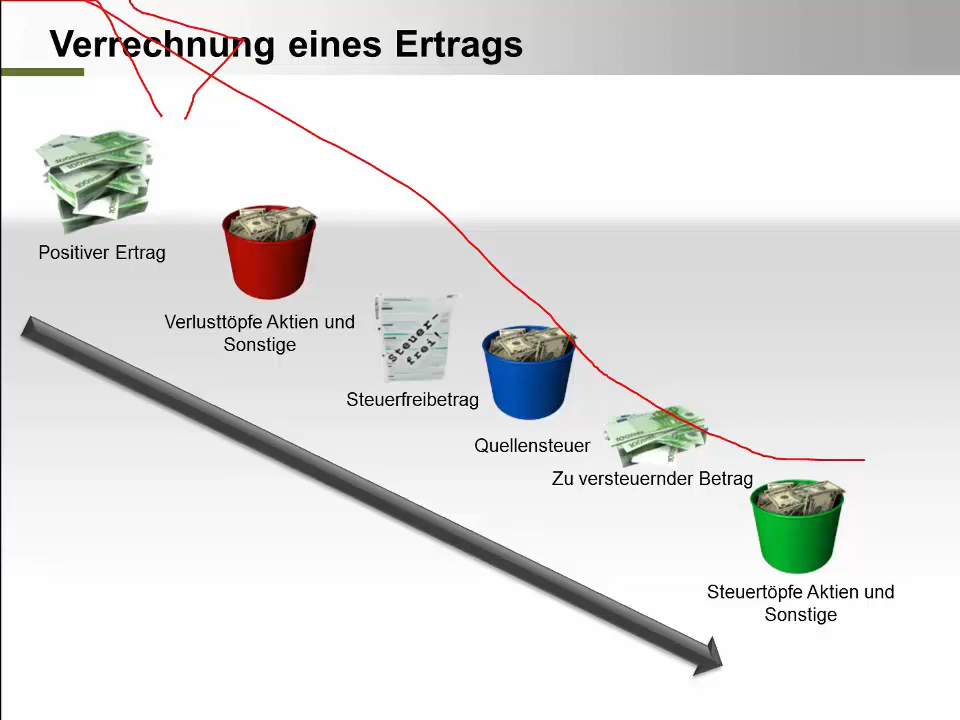 Verrechnung eines Ertrags
Positiver Ertrag
Verlusttöpfe Aktien und
Sonstige
Steuer-
frei!
Steuerfreibetrag
Quellensteuer
Zu versteuernder Betrag
Steuertöpfe Aktien und
Sonstige